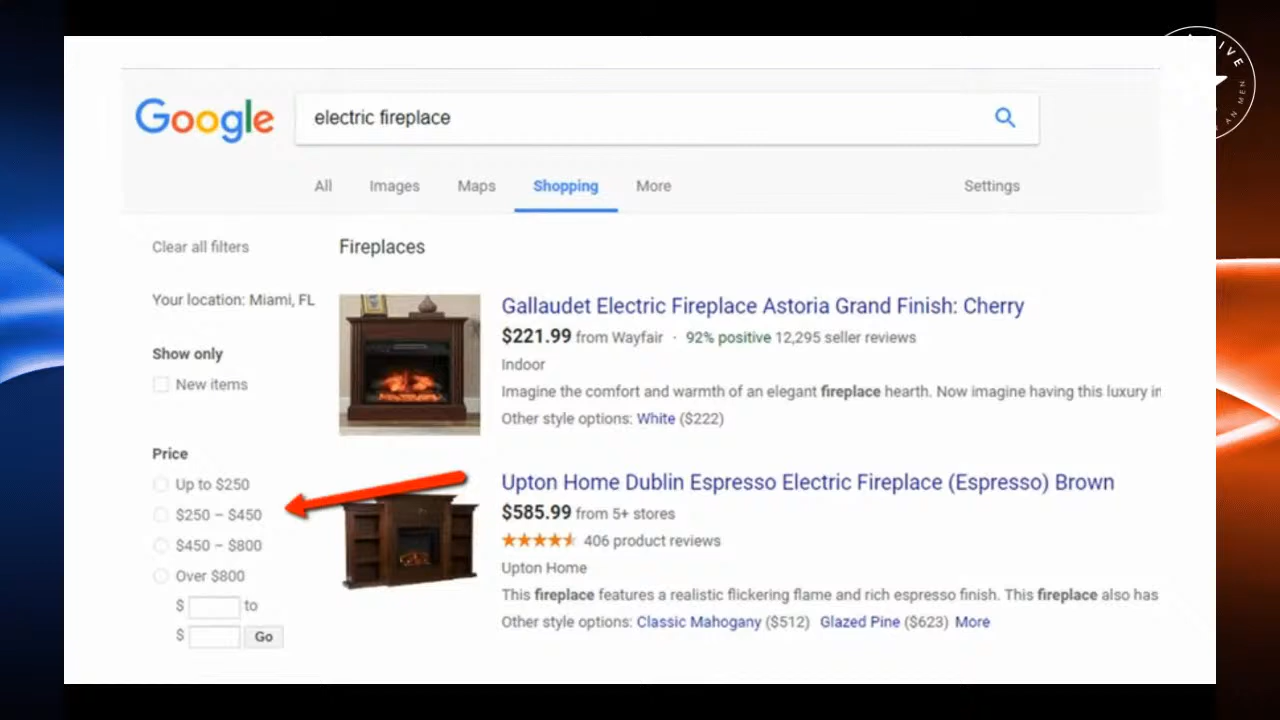 Google
electric fireplace
All Images Maps Shopping More Settings
Clear all filters
Your location: Miami, FL
Show only
New items
Price
Up to $250
$250 – $450
$450 – $800
Over $800
$ to
$ Go
Fireplaces
Gallaudet Electric Fireplace Astoria Grand Finish: Cherry
$221.99 from Wayfair · 92% positive 12,295 seller reviews
Indoor
Imagine the comfort and warmth of an elegant fireplace hearth. Now imagine having this luxury in
Other style options: White ($222)
Upton Home Dublin Espresso Electric Fireplace (Espresso) Brown
$585.99 from 5+ stores
406 product reviews
Upton Home
This fireplace features a realistic flickering flame and rich espresso finish. This fireplace also has
Other style options: Classic Mahogany ($512) Glazed Pine ($623) More